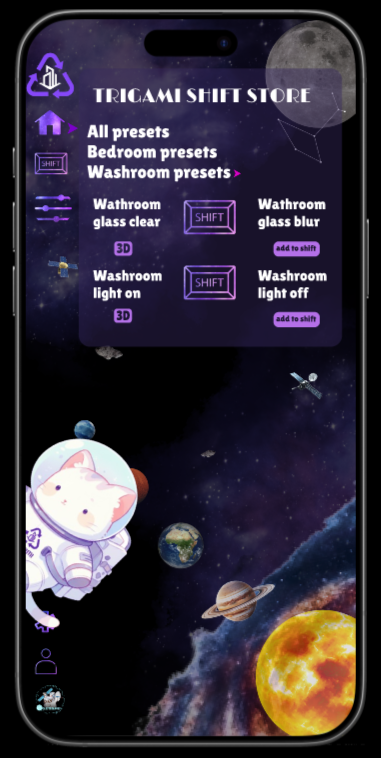 TRIGAMI SHIFT STORE
All presets
Bedroom presets
Washroom presets
SHIFT
Wathroom
glass clear
SHIFT
Wathroom
glass blur
3D
add to shift
Washroom
light on
SHIFT
Washroom
light off
3D
add to shift